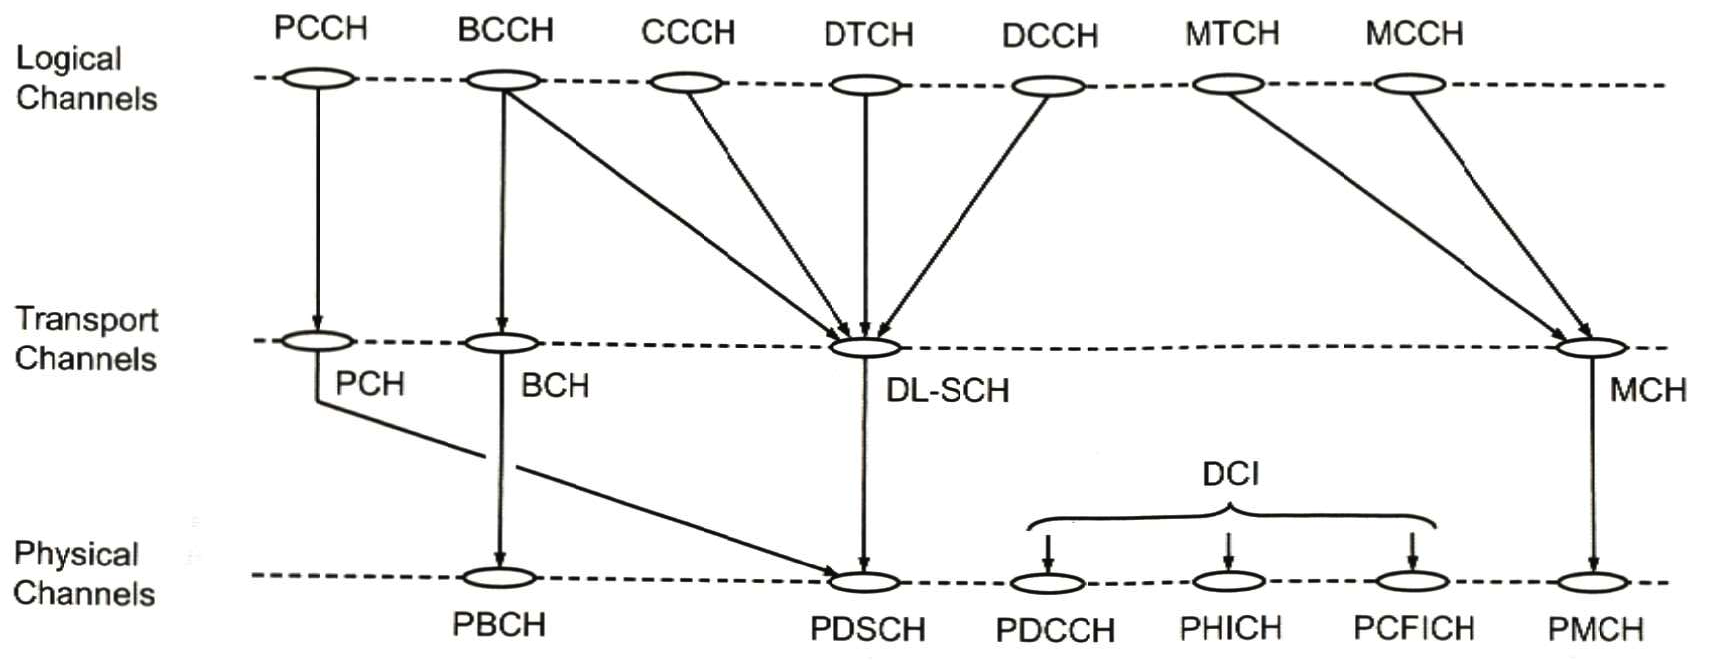 PCCH BCCH CCCH DTCH DCCH MTCH MCCH
Logical
Channels
Transport
Channels
PCH BCH DL-SCH MCH
DCI
Physical
Channels
PBCH PDSCH PDCCH PHICH PCFICH PMCH